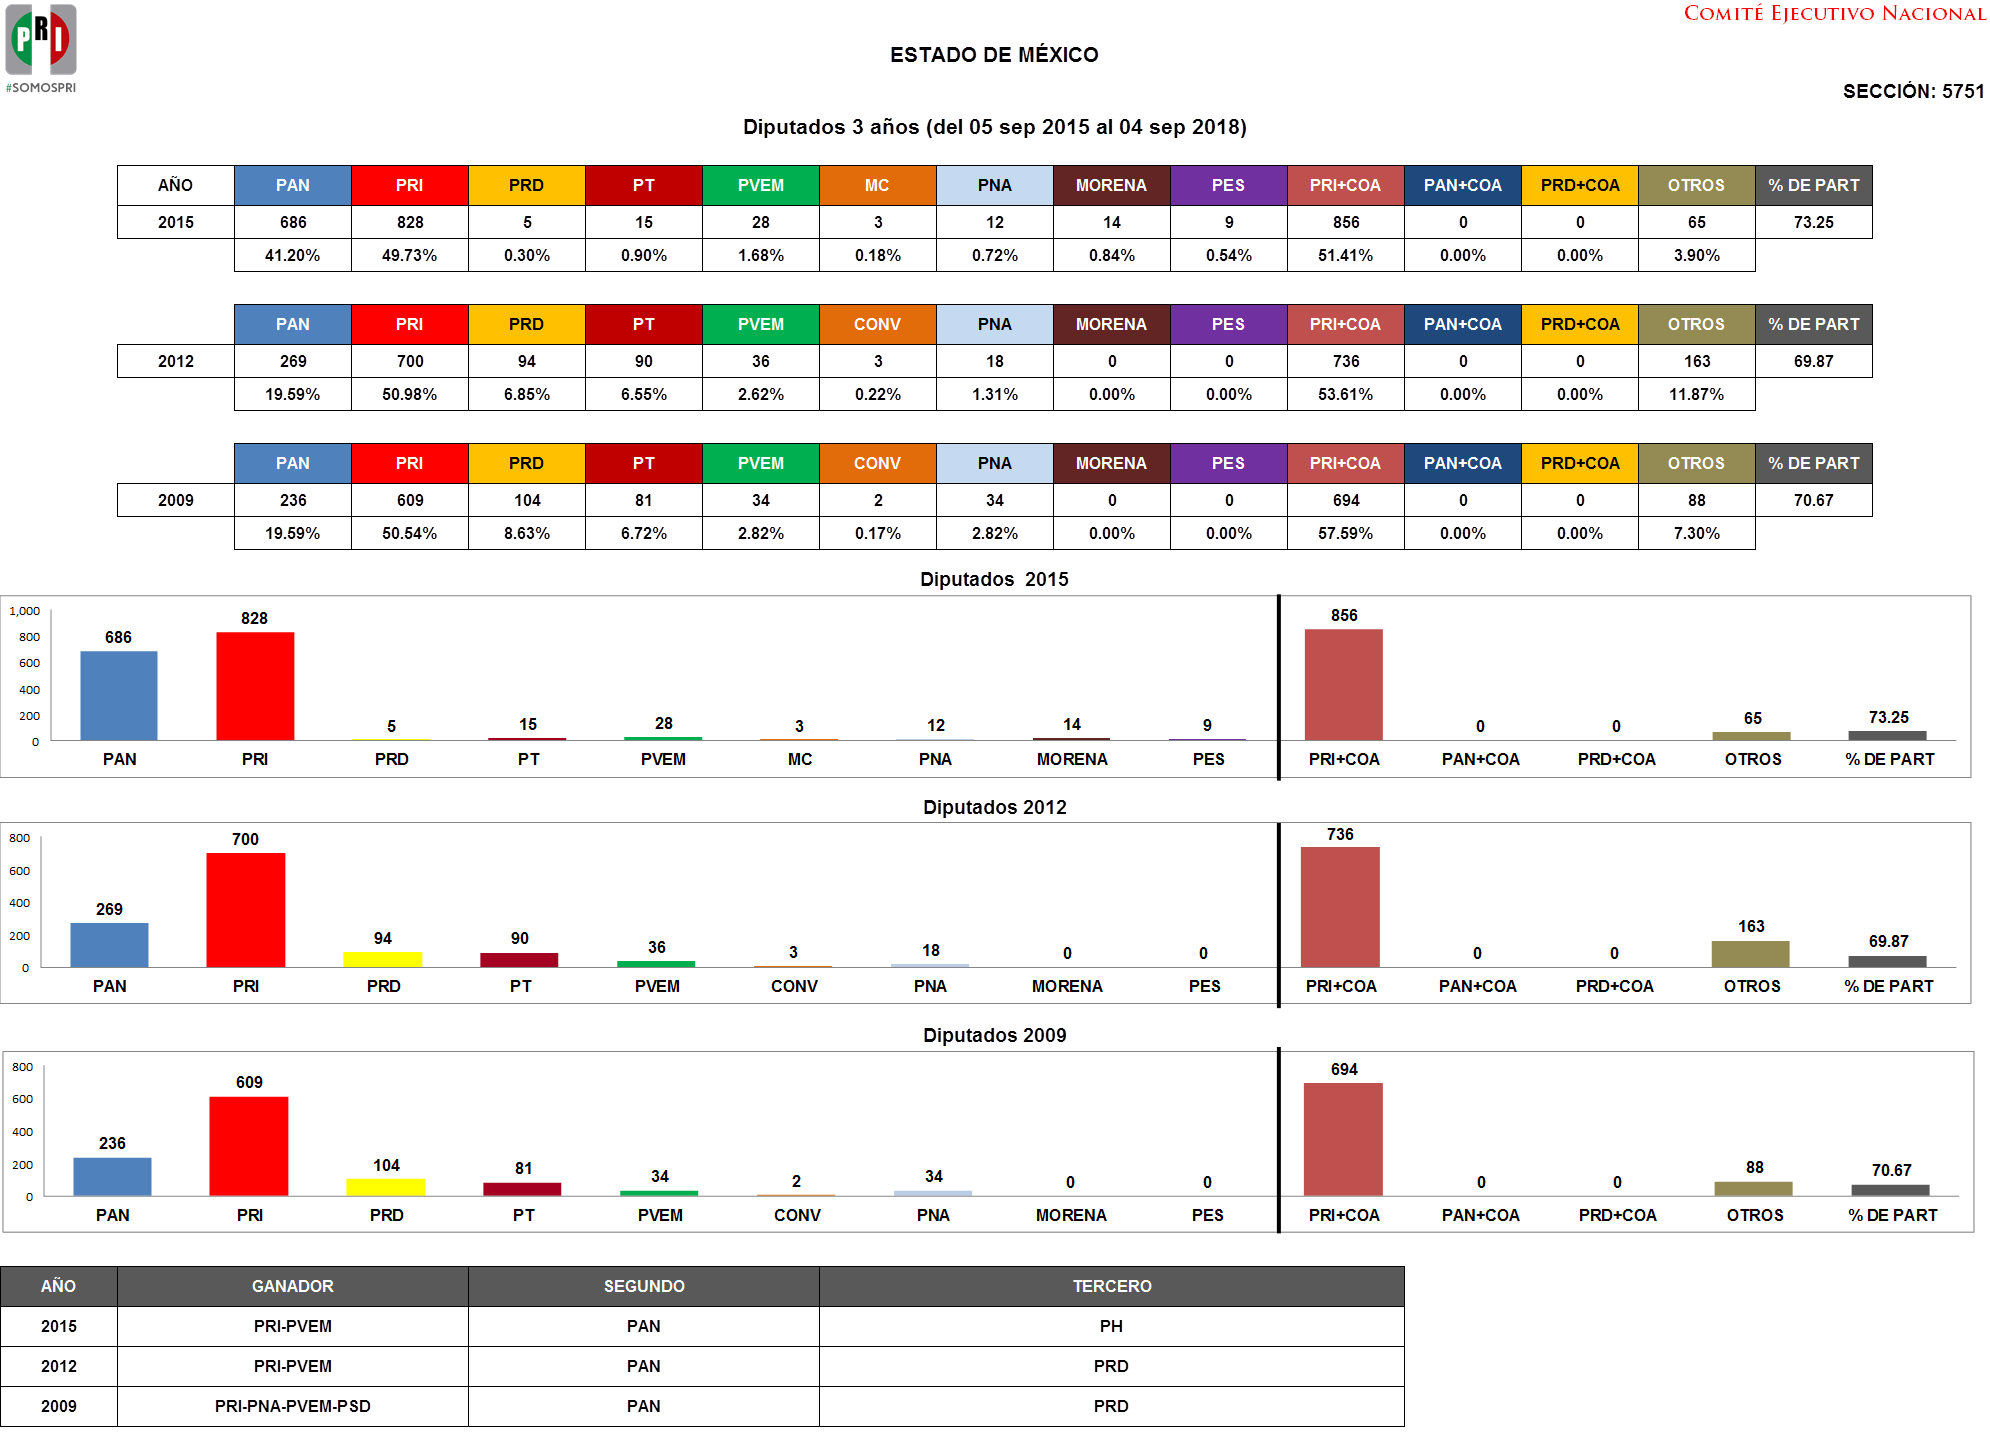 PRI
#SOMOSPRI
COMITÉ EJECUTIVO NACIONAL
ESTADO DE MÉXICO
SECCIÓN: 5751
Diputados 3 años (del 05 sep 2015 al 04 sep 2018)
AÑO PAN PRI PRD PT PVEM MC PNA MORENA PES PRI+COA PAN+COA PRD+COA OTROS % DE PART
2015 686 828 5 15 28 3 12 14 9 856 0 0 65 73.25
41.20% 49.73% 0.30% 0.90% 1.68% 0.18% 0.72% 0.84% 0.54% 51.41% 0.00% 0.00% 3.90%
PAN PRI PRD PT PVEM CONV PNA MORENA PES PRI+COA PAN+COA PRD+COA OTROS % DE PART
2012 269 700 94 90 36 3 18 0 0 736 0 0 163 69.87
19.59% 50.98% 6.85% 6.55% 2.62% 0.22% 1.31% 0.00% 0.00% 53.61% 0.00% 0.00% 11.87%
PAN PRI PRD PT PVEM CONV PNA MORENA PES PRI+COA PAN+COA PRD+COA OTROS % DE PART
2009 236 609 104 81 34 2 34 0 0 694 0 0 88 70.67
19.59% 50.54% 8.63% 6.72% 2.82% 0.17% 2.82% 0.00% 0.00% 57.59% 0.00% 0.00% 7.30%
Diputados 2015
1,000
800
600
400
200
0
686 828 5 15 28 3 12 14 9 856 0 0 65 73.25
PAN PRI PRD PT PVEM MC PNA MORENA PES PRI+COA PAN+COA PRD+COA OTROS % DE PART
Diputados 2012
800
600
400
200
0
269 700 94 90 36 3 18 0 0 736 0 0 163 69.87
PAN PRI PRD PT PVEM CONV PNA MORENA PES PRI+COA PAN+COA PRD+COA OTROS % DE PART
Diputados 2009
800
600
400
200
0
236 609 104 81 34 2 34 0 0 694 0 0 88 70.67
PAN PRI PRD PT PVEM CONV PNA MORENA PES PRI+COA PAN+COA PRD+COA OTROS % DE PART
AÑO GANADOR SEGUNDO TERCERO
2015 PRI-PVEM PAN PH
2012 PRI-PVEM PAN PRD
2009 PRI-PNA-PVEM-PSD PAN PRD